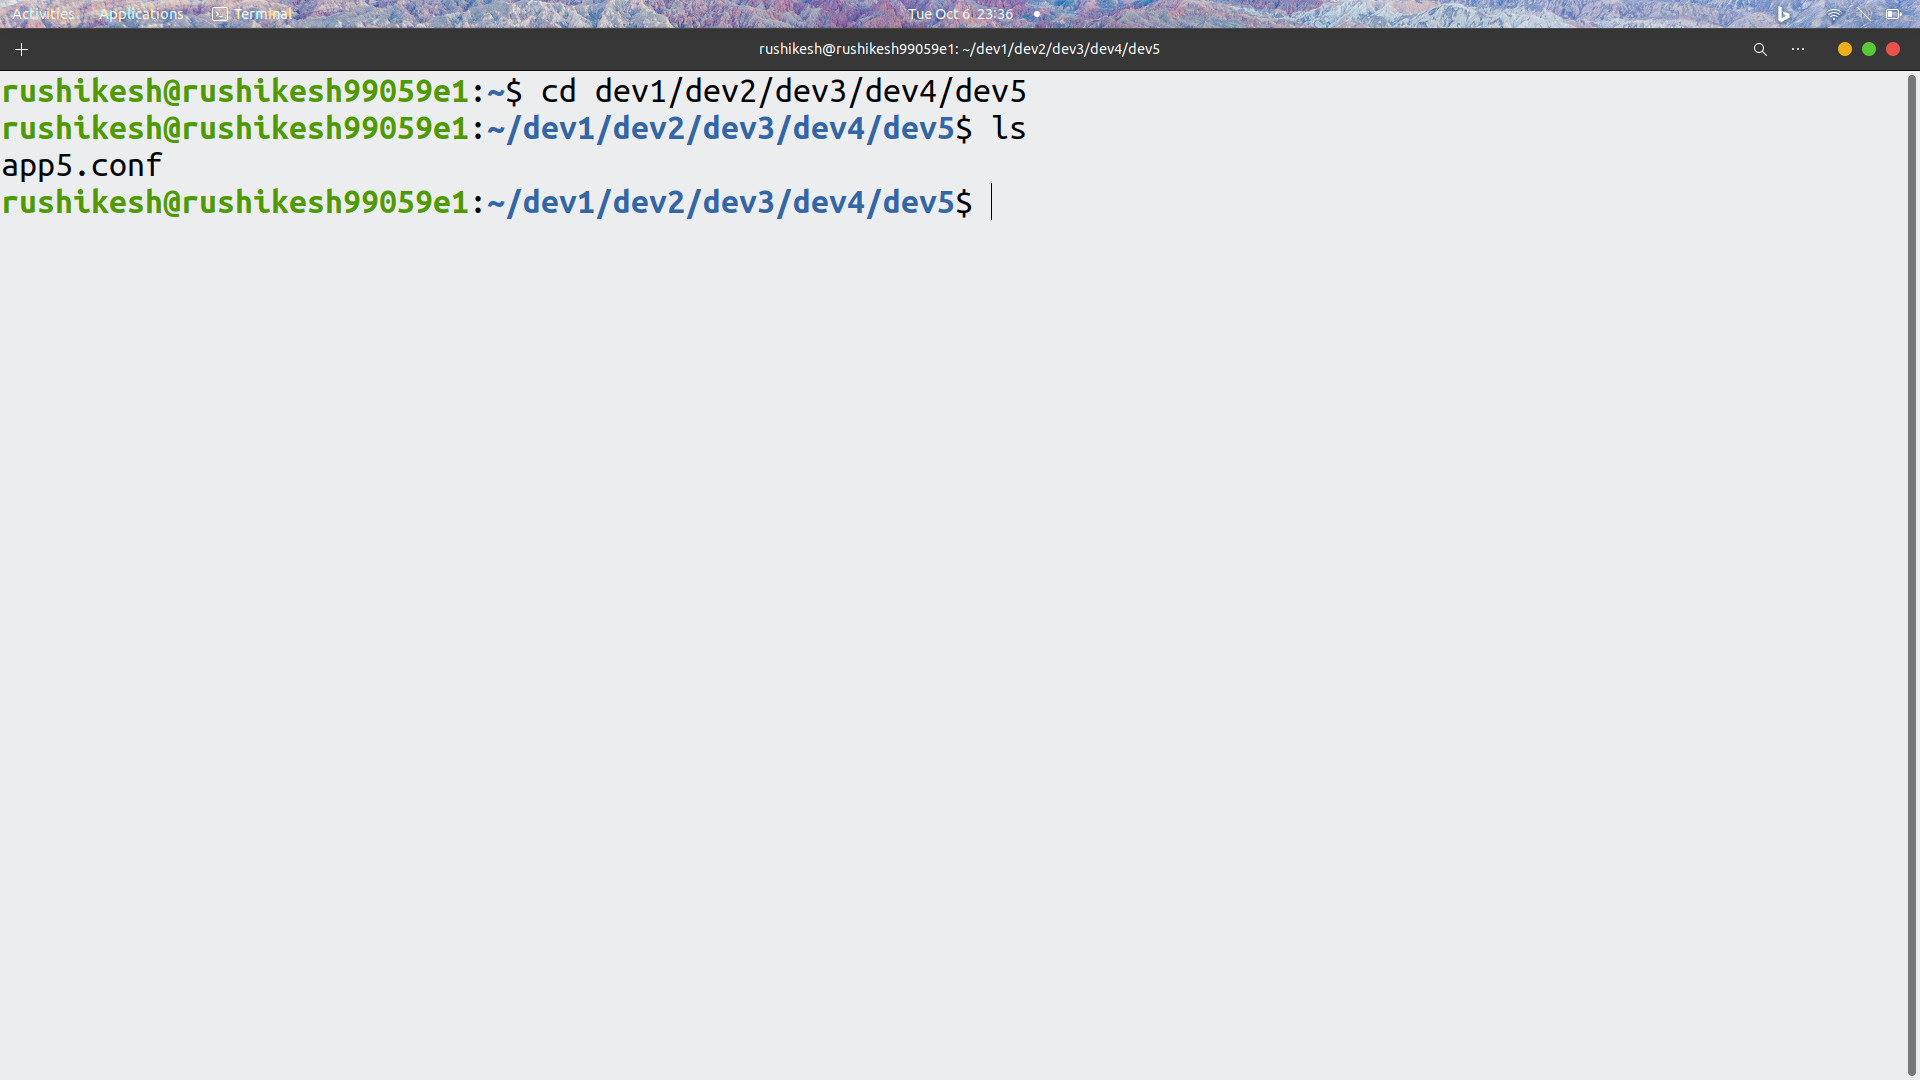 Activities Applications Terminal Tue Oct 6 23:36
rushikesh@rushikesh99059e1: ~/dev1/dev2/dev3/dev4/dev5
rushikesh@rushikesh99059e1:~$ cd dev1/dev2/dev3/dev4/dev5
rushikesh@rushikesh99059e1:~/dev1/dev2/dev3/dev4/dev5$ ls
app5.conf
rushikesh@rushikesh99059e1:~/dev1/dev2/dev3/dev4/dev5$